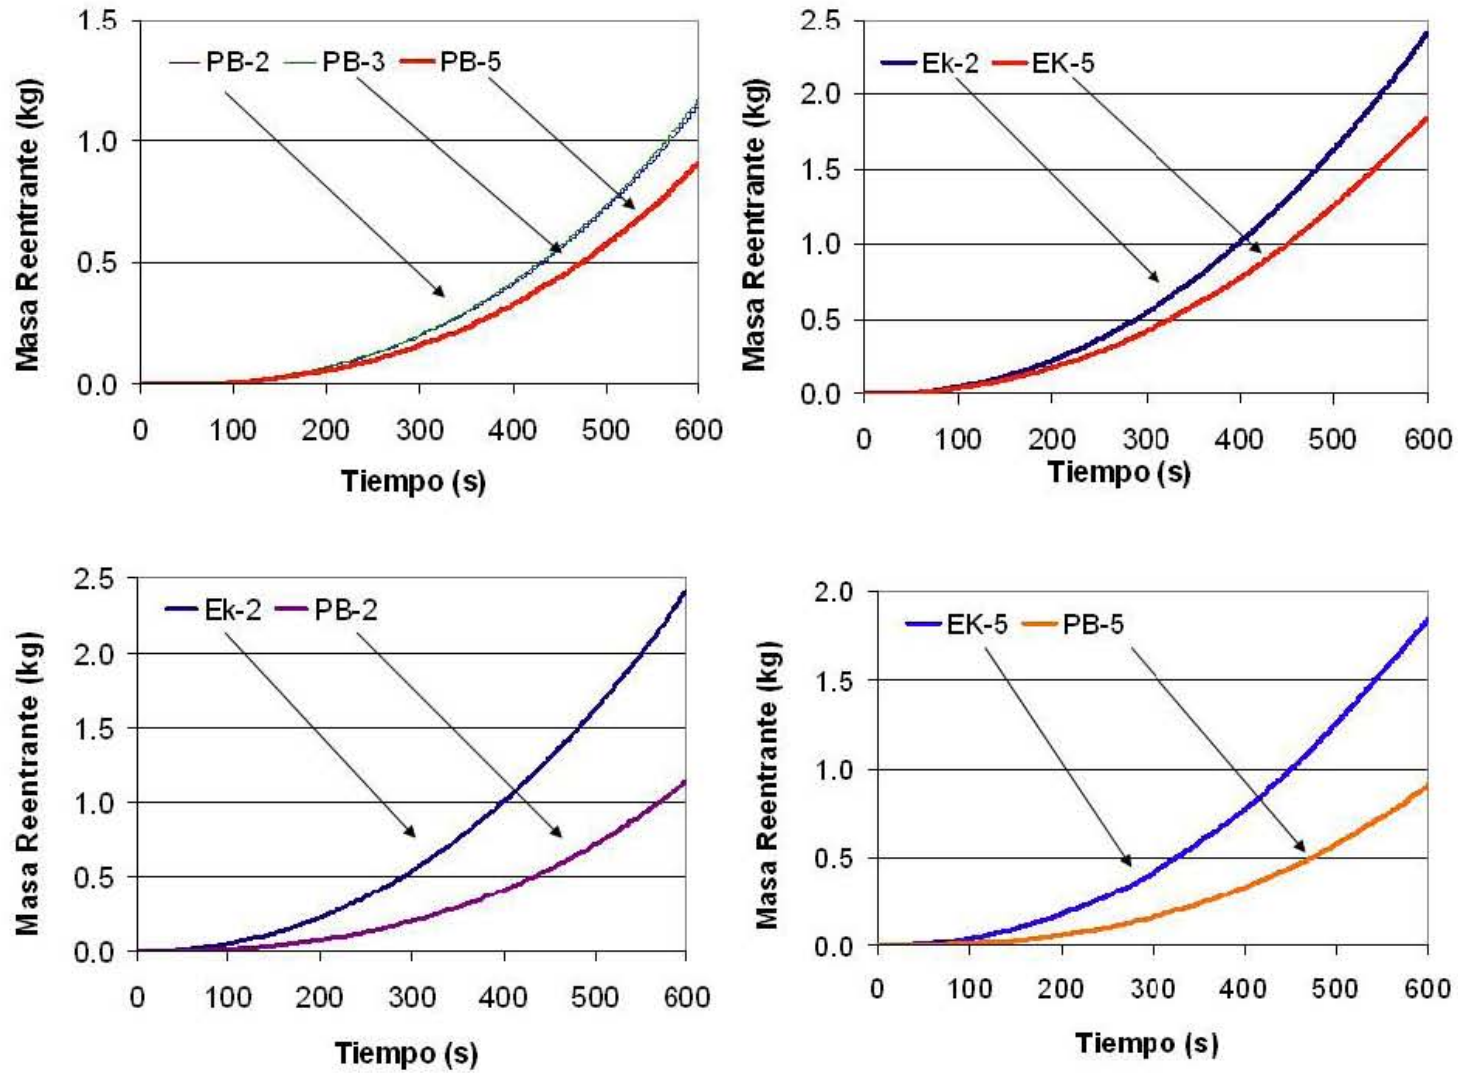 1.5
PB-2 PB-3 PB-5
1.0
0.5
0.0
0 100 200 300 400 500 600
Masa Reentrante (kg)
Tiempo (s)
2.5
Ek-2 EK-5
2.0
1.5
1.0
0.5
0.0
0 100 200 300 400 500 600
Masa Reentrante (kg)
Tiempo (s)
2.5
Ek-2 PB-2
2.0
1.5
1.0
0.5
0.0
0 100 200 300 400 500 600
Masa Reentrante (kg)
Tiempo (s)
2.0
EK-5 PB-5
1.5
1.0
0.5
0.0
0 100 200 300 400 500 600
Masa Reentrante (kg)
Tiempo (s)